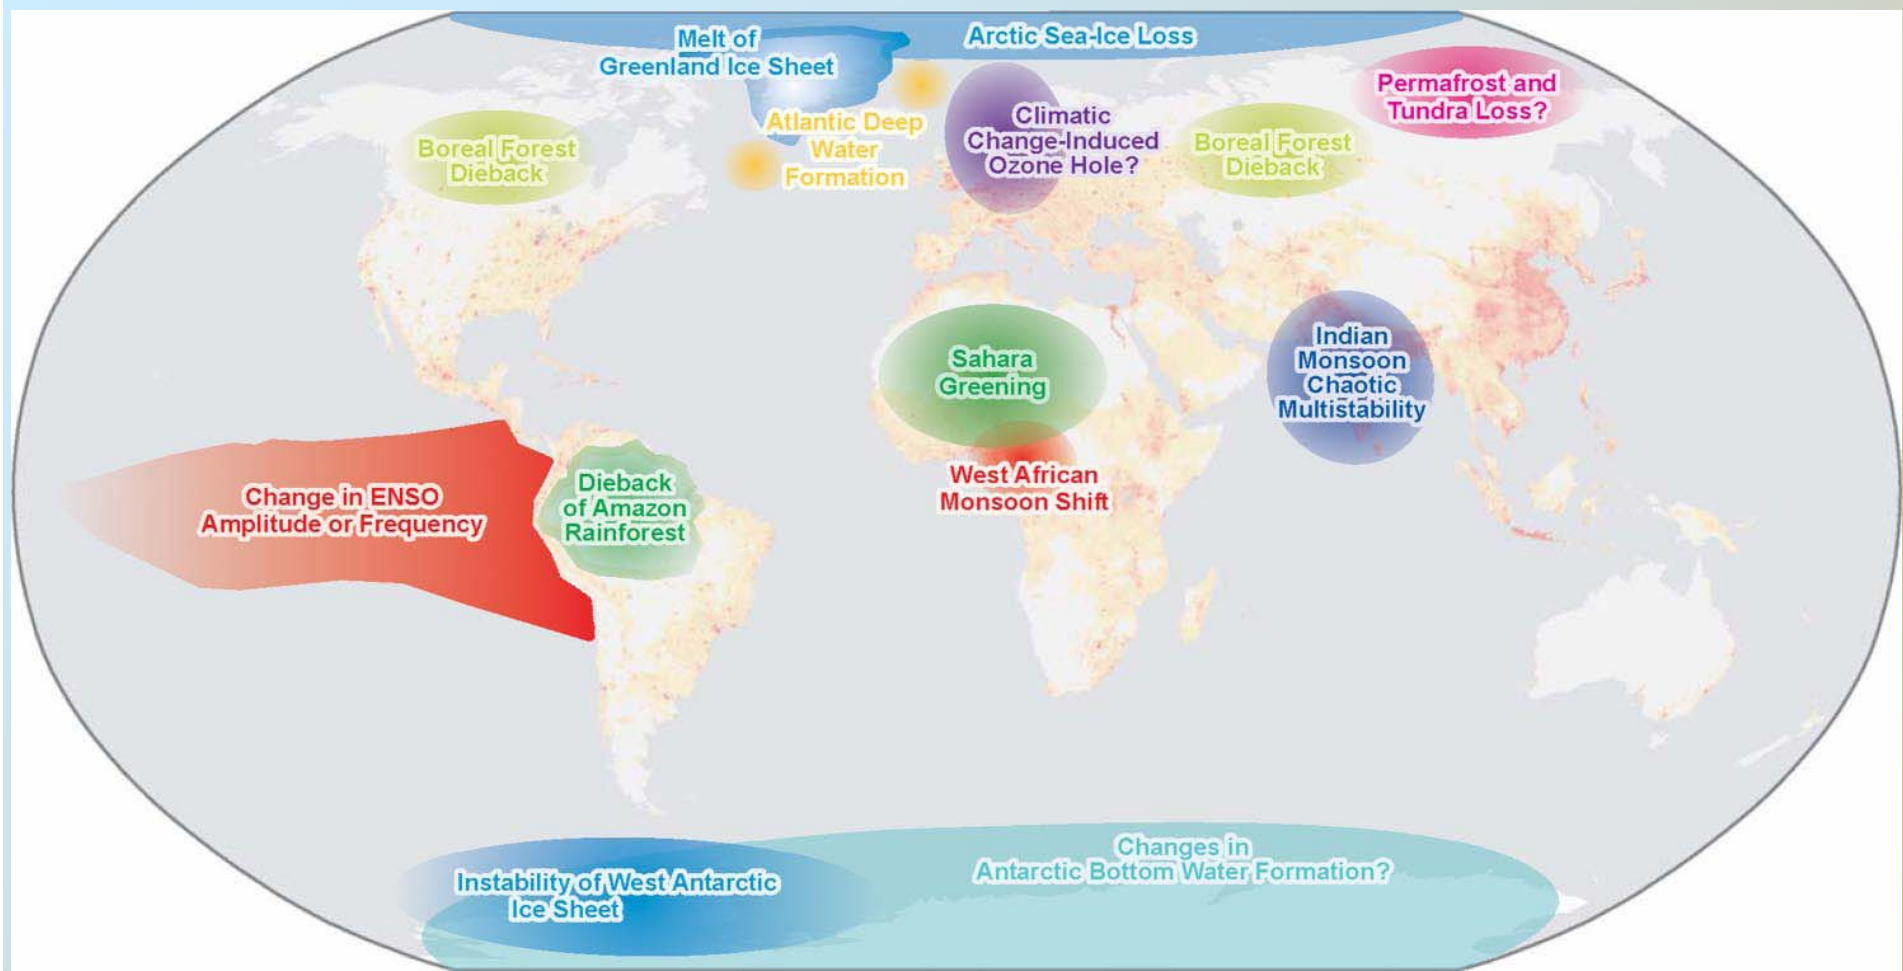 Melt of
Greenland Ice Sheet
Arctic Sea-Ice Loss
Permafrost and
Tundra Loss?
Boreal Forest
Dieback
Atlantic Deep
Water
Formation
Climatic
Change-Induced
Ozone Hole?
Boreal Forest
Dieback
Sahara
Greening
Indian
Monsoon
Chaotic
Multistability
West African
Monsoon Shift
Change in ENSO
Amplitude or Frequency
Dieback
of Amazon
Rainforest
Instability of West Antarctic
Ice Sheet
Changes in
Antarctic Bottom Water Formation?